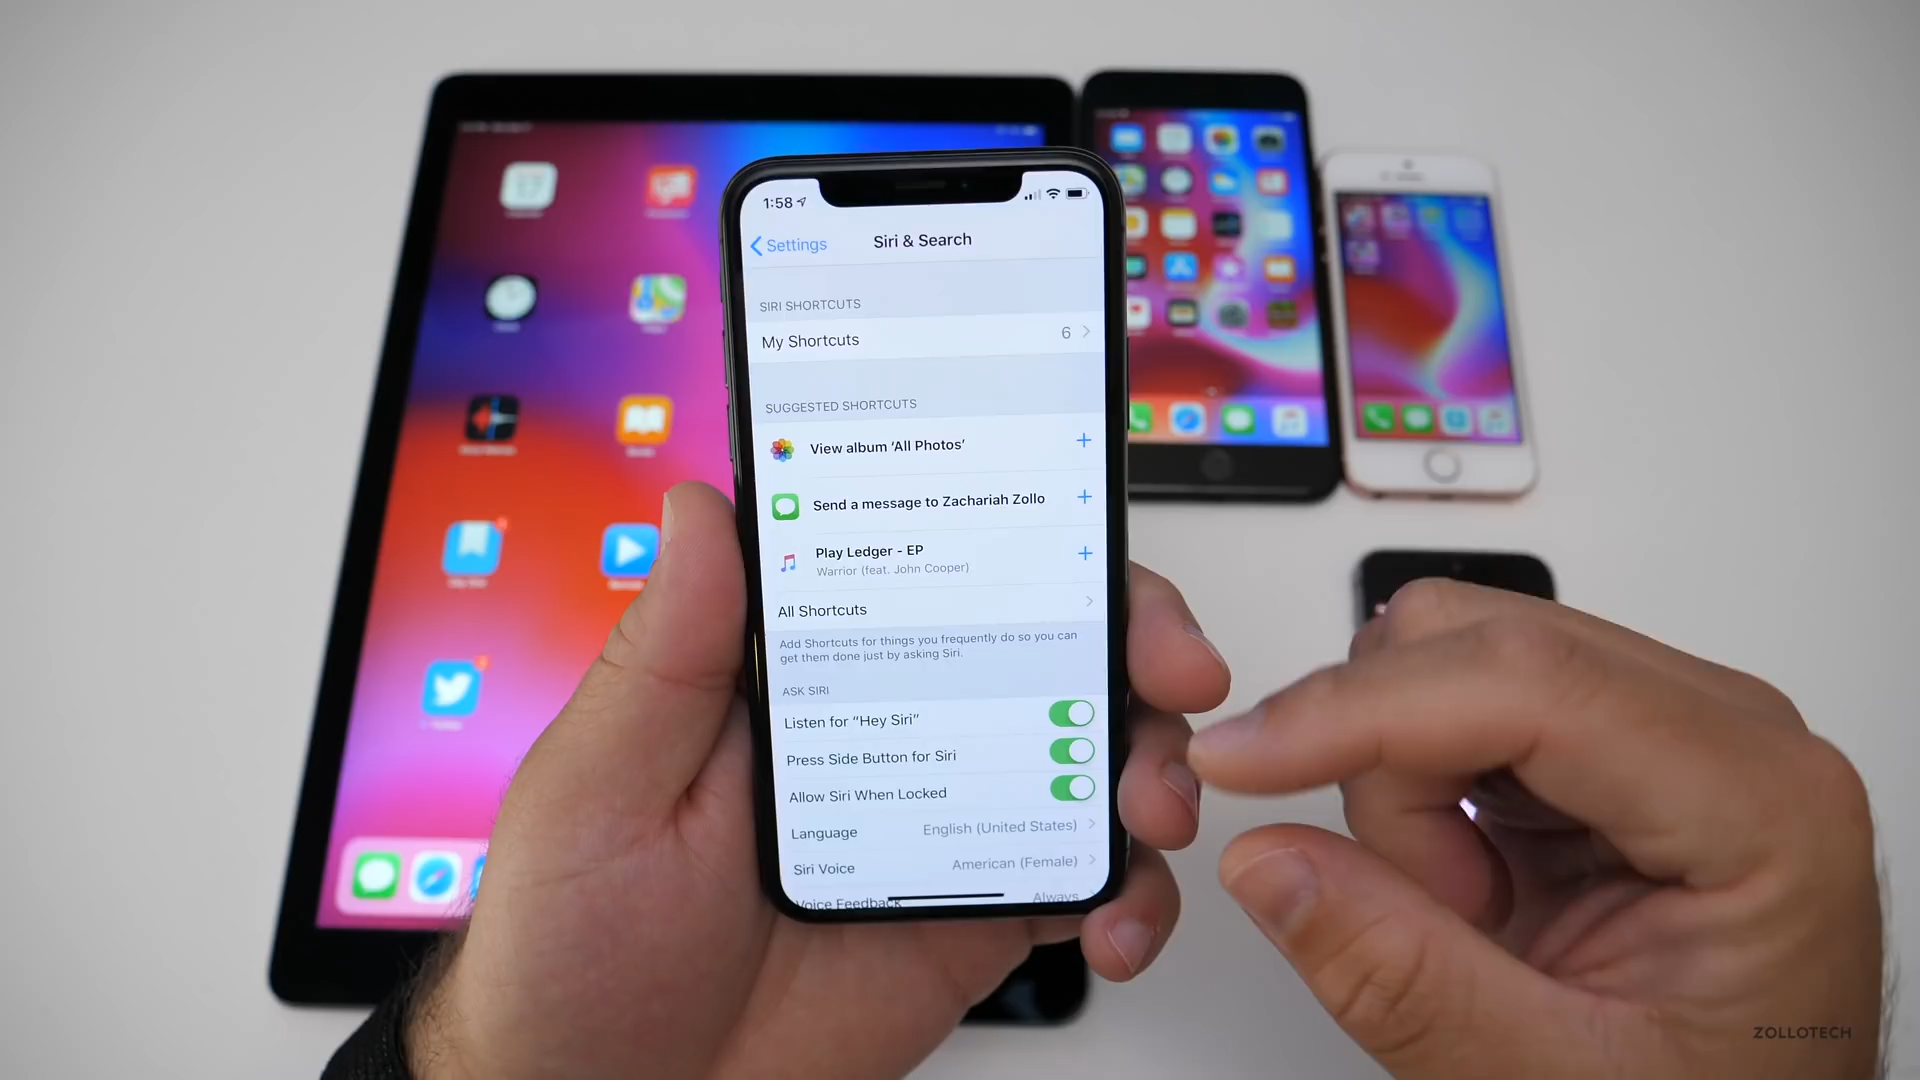 1:58
Settings
Siri & Search
SIRI SHORTCUTS
My Shortcuts 6
SUGGESTED SHORTCUTS
View album ‘All Photos’
Send a message to Zachariah Zollo
Play Ledger - EP
Warrior (feat. John Cooper)
All Shortcuts
Add Shortcuts for things you frequently do so you can
get them done just by asking Siri.
ASK SIRI
Listen for “Hey Siri”
Press Side Button for Siri
Allow Siri When Locked
Language English (United States)
Siri Voice American (Female)
Voice Feedback Always
ZOLLOTECH